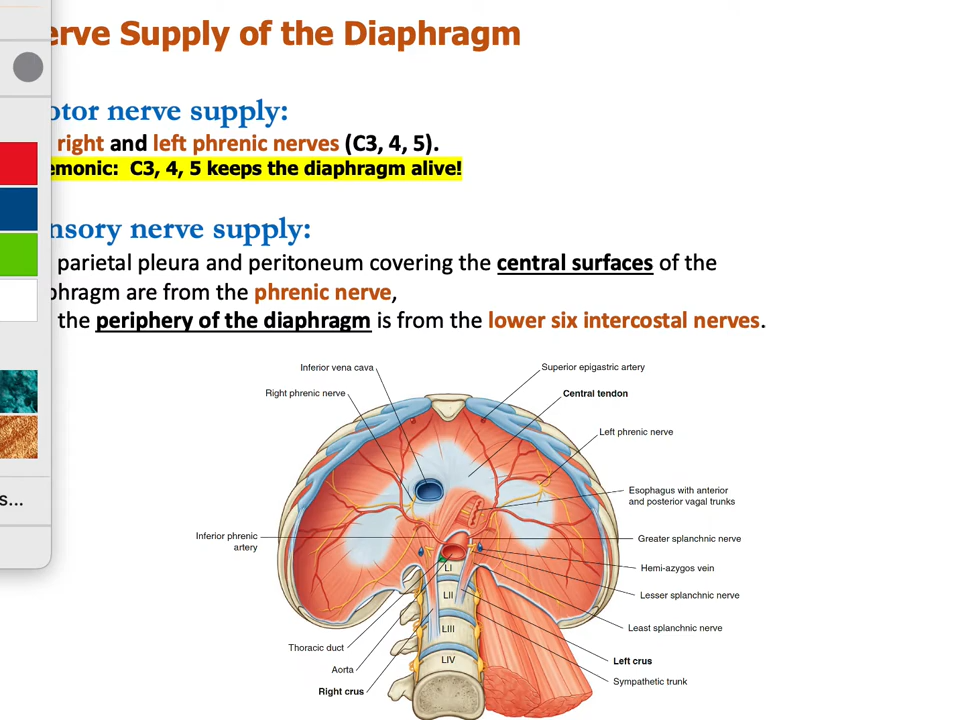 erve Supply of the Diaphragm
otor nerve supply:
right and left phrenic nerves (C3, 4, 5).
emonic: C3, 4, 5 keeps the diaphragm alive!
nsory nerve supply:
parietal pleura and peritoneum covering the central surfaces of the
phragm are from the phrenic nerve,
the periphery of the diaphragm is from the lower six intercostal nerves.
Inferior vena cava
Superior epigastric artery
Right phrenic nerve
Central tendon
Left phrenic nerve
Esophagus with anterior
and posterior vagal trunks
s...
Inferior phrenic
artery
Greater splanchnic nerve
Hemi-azygos vein
LI
Lesser splanchnic nerve
LII
Least splanchnic nerve
LIII
Thoracic duct
Left crus
LIV
Aorta
Sympathetic trunk
Right crus